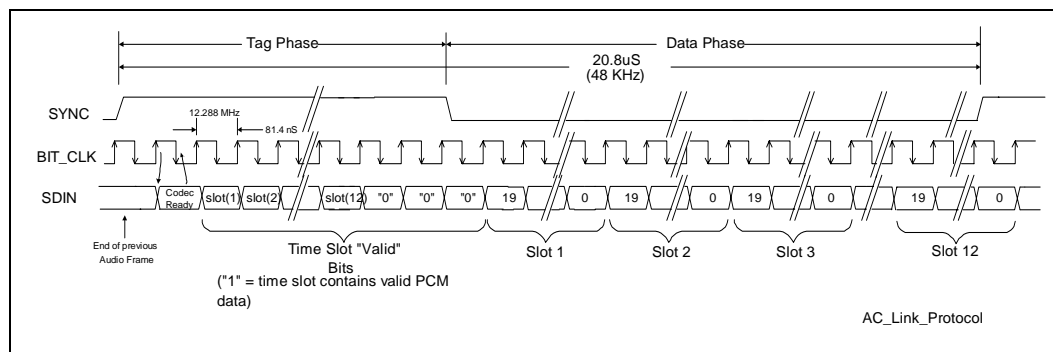 Tag Phase
Data Phase
20.8uS
(48 KHz)
SYNC
12.288 MHz
81.4 nS
BIT_CLK
SDIN
Codec
Ready
slot(1)
slot(2)
slot(12)
"0"
"0"
"0"
19
0
19
0
19
0
19
0
End of previous
Audio Frame
Time Slot "Valid"
Bits
("1" = time slot contains valid PCM
data)
Slot 1
Slot 2
Slot 3
Slot 12
AC_Link_Protocol